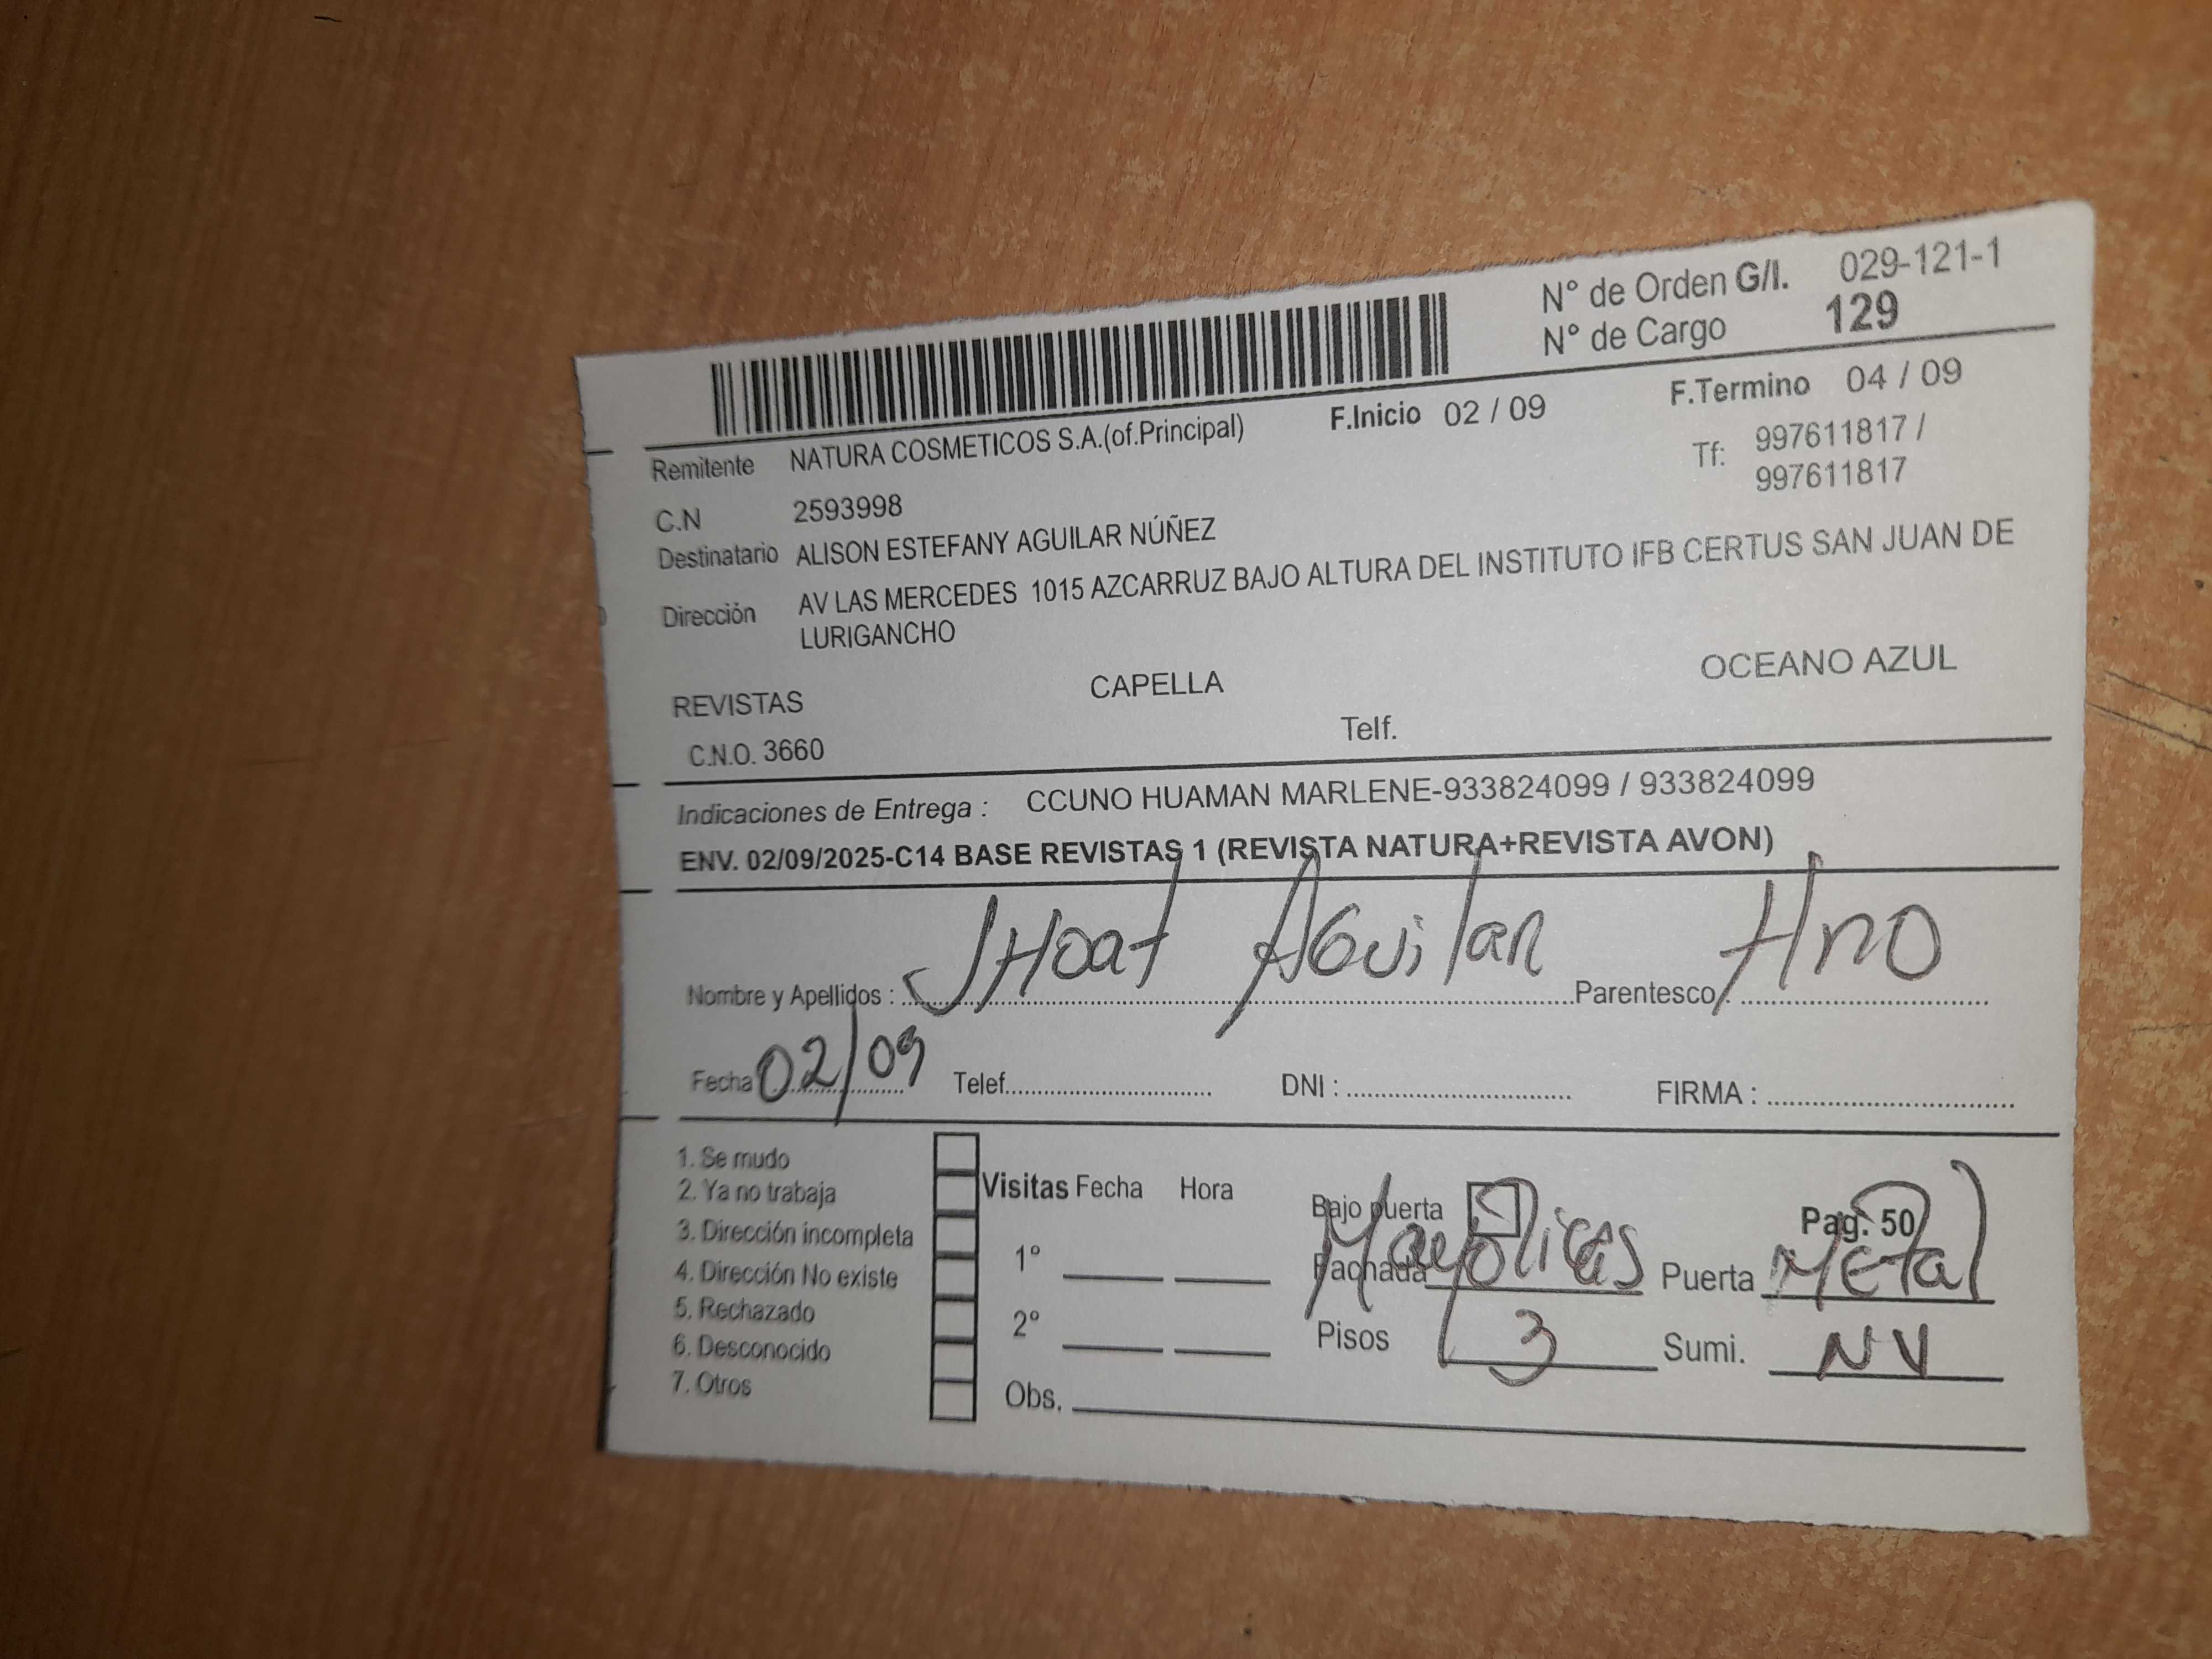 N° de Orden G/I. 029-121-1
N° de Cargo 129
F.Inicio 02 / 09 F.Termino 04 / 09
Remitente NATURA COSMETICOS S.A.(of.Principal) Tf: 997611817 /
997611817
C.N 2593998
Destinatario ALISON ESTEFANY AGUILAR NÚÑEZ
Dirección AV LAS MERCEDES 1015 AZCARRUZ BAJO ALTURA DEL INSTITUTO IFB CERTUS SAN JUAN DE
LURIGANCHO
REVISTAS CAPELLA OCEANO AZUL
C.N.O. 3660 Telf.
Indicaciones de Entrega : CCUNO HUAMAN MARLENE-933824099 / 933824099
ENV. 02/09/2025-C14 BASE REVISTAS 1 (REVISTA NATURA+REVISTA AVON)
Nombre y Apellidos : JHoat Aguilar Parentesco : Hno
Fecha 02/09 Telef. DNI : FIRMA :
1. Se mudo
2. Ya no trabaja
3. Dirección incompleta
4. Dirección No existe
5. Rechazado
6. Desconocido
7. Otros
Visitas Fecha Hora
1°
2°
Obs.
Bajo puerta Pag. 50
Fachada Mayolicas Puerta Metal
Pisos 3 Sumi. NV